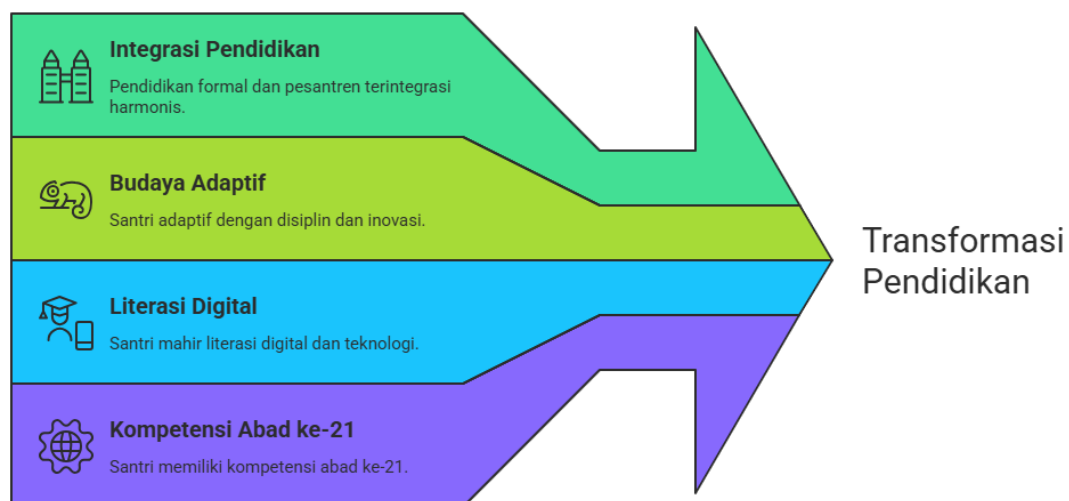 Integrasi Pendidikan
Pendidikan formal dan pesantren terintegrasi
harmonis.
Budaya Adaptif
Santri adaptif dengan disiplin dan inovasi.
Literasi Digital
Santri mahir literasi digital dan teknologi.
Kompetensi Abad ke-21
Santri memiliki kompetensi abad ke-21.
Transformasi
Pendidikan